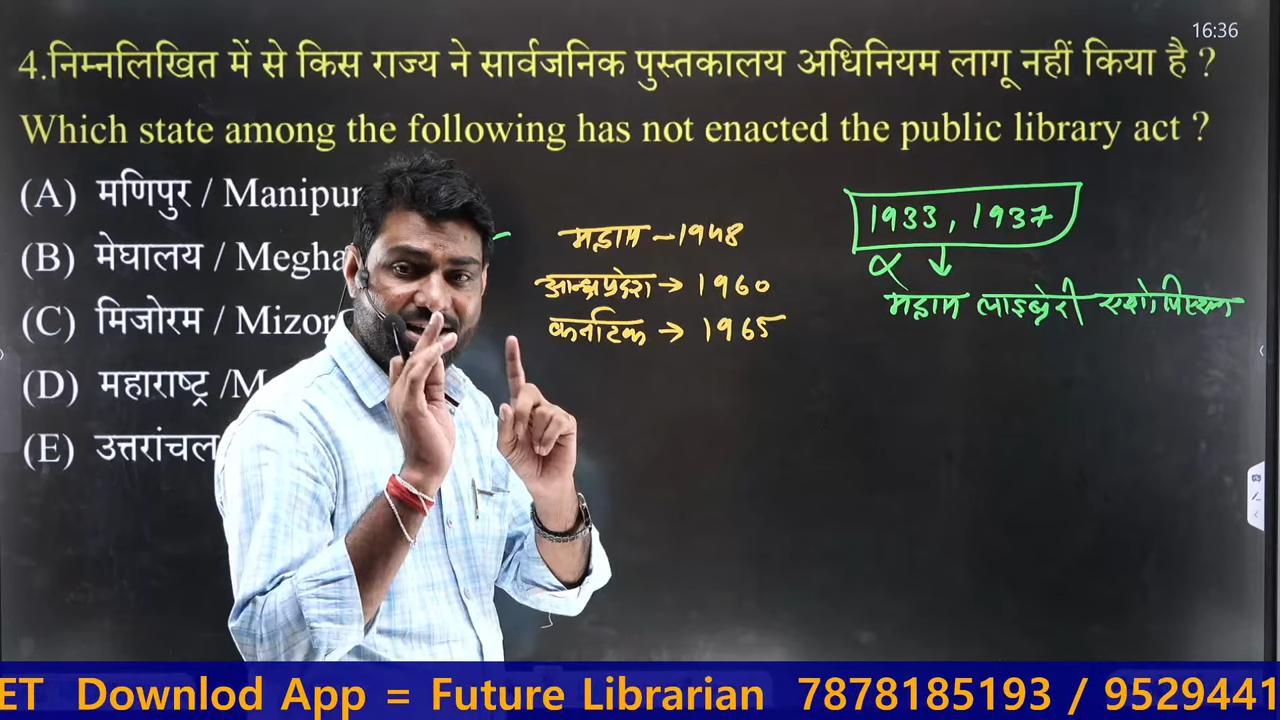 16:36
4.निम्नलिखित में से किस राज्य ने सार्वजनिक पुस्तकालय अधिनियम लागू नहीं किया है ?
Which state among the following has not enacted the public library act ?
(A) मणिपुर / Manipur
(B) मेघालय / Megha
(C) मिजोरम / Mizor
(D) महाराष्ट्र /M
(E) उत्तरांचल
मद्रास – 1948
आन्ध्रप्रदेश → 1960
कर्नाटक → 1965
1933, 1937
मद्रास लाइब्रेरी
ET Downlod App = Future Librarian 7878185193 / 9529441